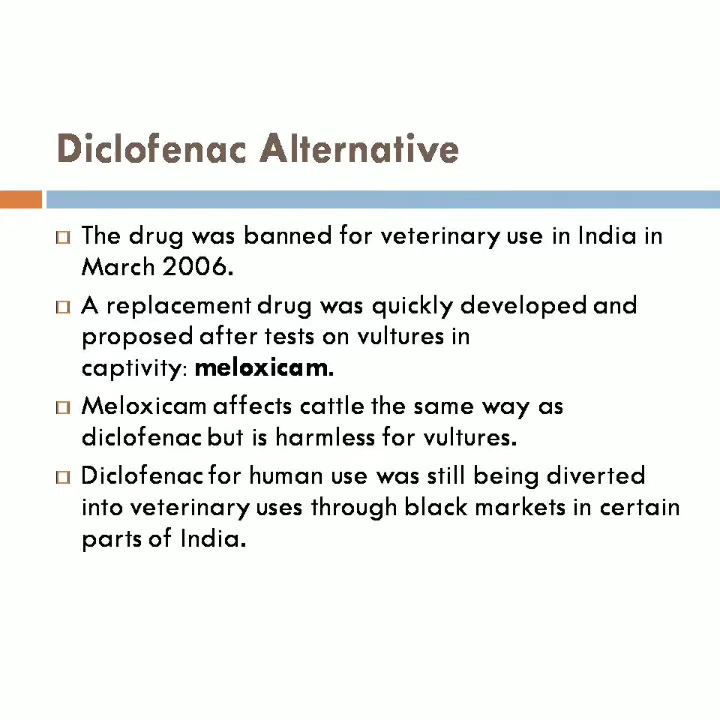 Diclofenac Alternative
The drug was banned for veterinary use in India in
March 2006.
A replacement drug was quickly developed and
proposed after tests on vultures in
captivity: meloxicam.
Meloxicam affects cattle the same way as
diclofenac but is harmless for vultures.
Diclofenac for human use was still being diverted
into veterinary uses through black markets in certain
parts of India.